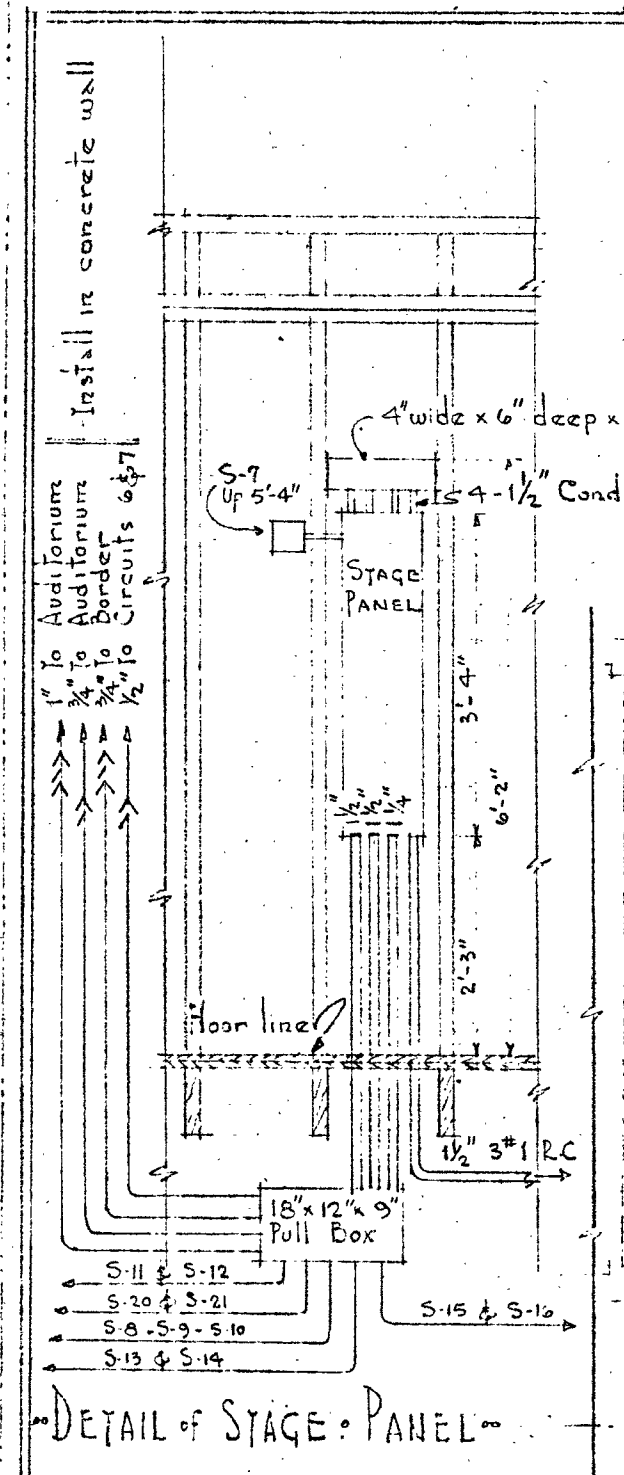 Install in concrete wall
1" To Auditorium
3/4" To Auditorium
3/4" To Border
1/2" To Circuits 6 & 7
4" wide x 6" deep x
4 - 1 1/2" Cond
S-7
Up 5'-4"
STAGE
PANEL
3'-4"
6'-2"
2'-3"
Floor line
1 1/2" 3#1 R.C
18" x 12" x 9"
Pull Box
S-11 & S-12
S-20 & S-21
S-8 - S-9 - S-10
S-13 & S-14
S-15 & S-16
DETAIL of STAGE PANEL